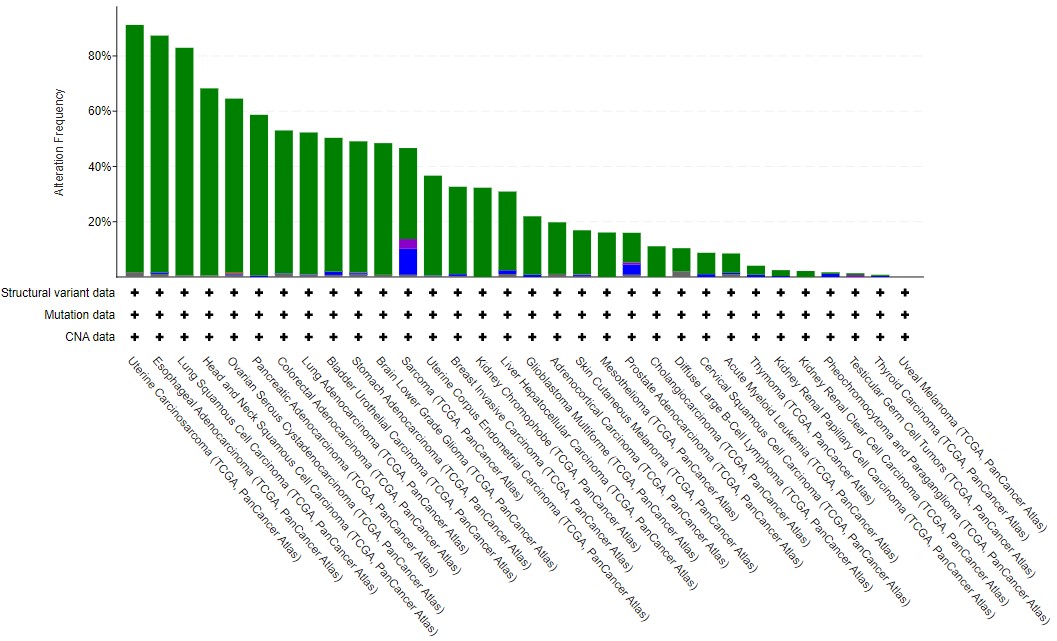 Alteration Frequency
80%
60%
40%
20%
Structural variant data
Mutation data
CNA data
Uterine Carcinosarcoma (TCGA, PanCancer Atlas)
Esophageal Adenocarcinoma (TCGA, PanCancer Atlas)
Lung Squamous Cell Carcinoma (TCGA, PanCancer Atlas)
Head and Neck Squamous Cell Carcinoma (TCGA, PanCancer Atlas)
Ovarian Serous Cystadenocarcinoma (TCGA, PanCancer Atlas)
Pancreatic Adenocarcinoma (TCGA, PanCancer Atlas)
Colorectal Adenocarcinoma (TCGA, PanCancer Atlas)
Lung Adenocarcinoma (TCGA, PanCancer Atlas)
Bladder Urothelial Carcinoma (TCGA, PanCancer Atlas)
Stomach Adenocarcinoma (TCGA, PanCancer Atlas)
Brain Lower Grade Glioma (TCGA, PanCancer Atlas)
Sarcoma (TCGA, PanCancer Atlas)
Uterine Corpus Endometrial Carcinoma (TCGA, PanCancer Atlas)
Breast Invasive Carcinoma (TCGA, PanCancer Atlas)
Kidney Chromophobe (TCGA, PanCancer Atlas)
Liver Hepatocellular Carcinoma (TCGA, PanCancer Atlas)
Glioblastoma Multiforme (TCGA, PanCancer Atlas)
Adrenocortical Carcinoma (TCGA, PanCancer Atlas)
Skin Cutaneous Melanoma (TCGA, PanCancer Atlas)
Mesothelioma (TCGA, PanCancer Atlas)
Prostate Adenocarcinoma (TCGA, PanCancer Atlas)
Cholangiocarcinoma (TCGA, PanCancer Atlas)
Diffuse Large B-Cell Lymphoma (TCGA, PanCancer Atlas)
Cervical Squamous Cell Carcinoma (TCGA, PanCancer Atlas)
Acute Myeloid Leukemia (TCGA, PanCancer Atlas)
Thymoma (TCGA, PanCancer Atlas)
Kidney Renal Papillary Cell Carcinoma (TCGA, PanCancer Atlas)
Kidney Renal Clear Cell Carcinoma (TCGA, PanCancer Atlas)
Pheochromocytoma and Paraganglioma (TCGA, PanCancer Atlas)
Testicular Germ Cell Tumors (TCGA, PanCancer Atlas)
Thyroid Carcinoma (TCGA, PanCancer Atlas)
Uveal Melanoma (TCGA, PanCancer Atlas)